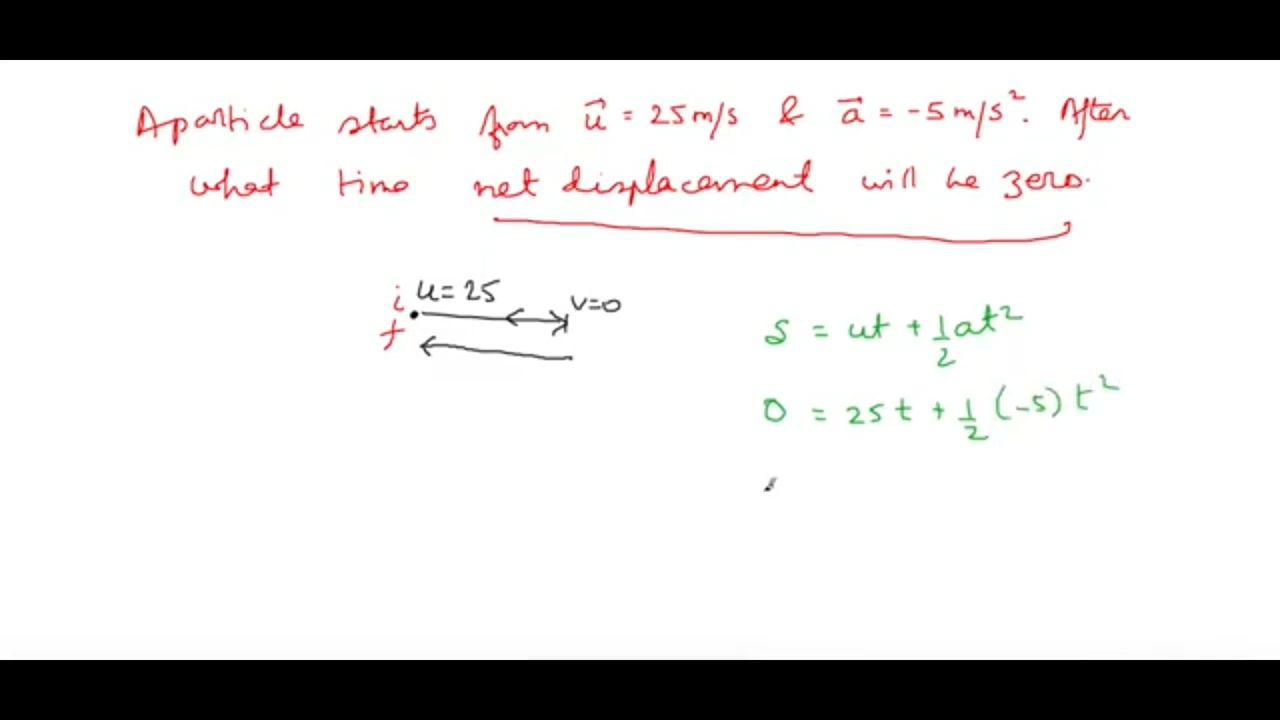 A particle starts from u⃗ = 25 m/s & a⃗ = -5 m/s². After
what time net displacement will be zero.
i u = 25 v=0
f
S = ut + 1/2 at²
0 = 25t + 1/2 (-5) t²